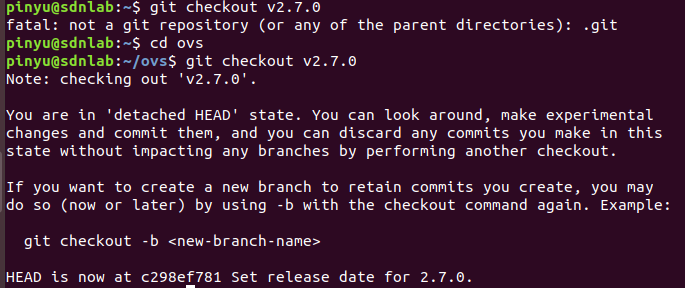 pinyu@sdnlab:~$ git checkout v2.7.0
fatal: not a git repository (or any of the parent directories): .git
pinyu@sdnlab:~$ cd ovs
pinyu@sdnlab:~/ovs$ git checkout v2.7.0
Note: checking out 'v2.7.0'.

You are in 'detached HEAD' state. You can look around, make experimental
changes and commit them, and you can discard any commits you make in this
state without impacting any branches by performing another checkout.

If you want to create a new branch to retain commits you create, you may
do so (now or later) by using -b with the checkout command again. Example:

  git checkout -b <new-branch-name>

HEAD is now at c298ef781 Set release date for 2.7.0.